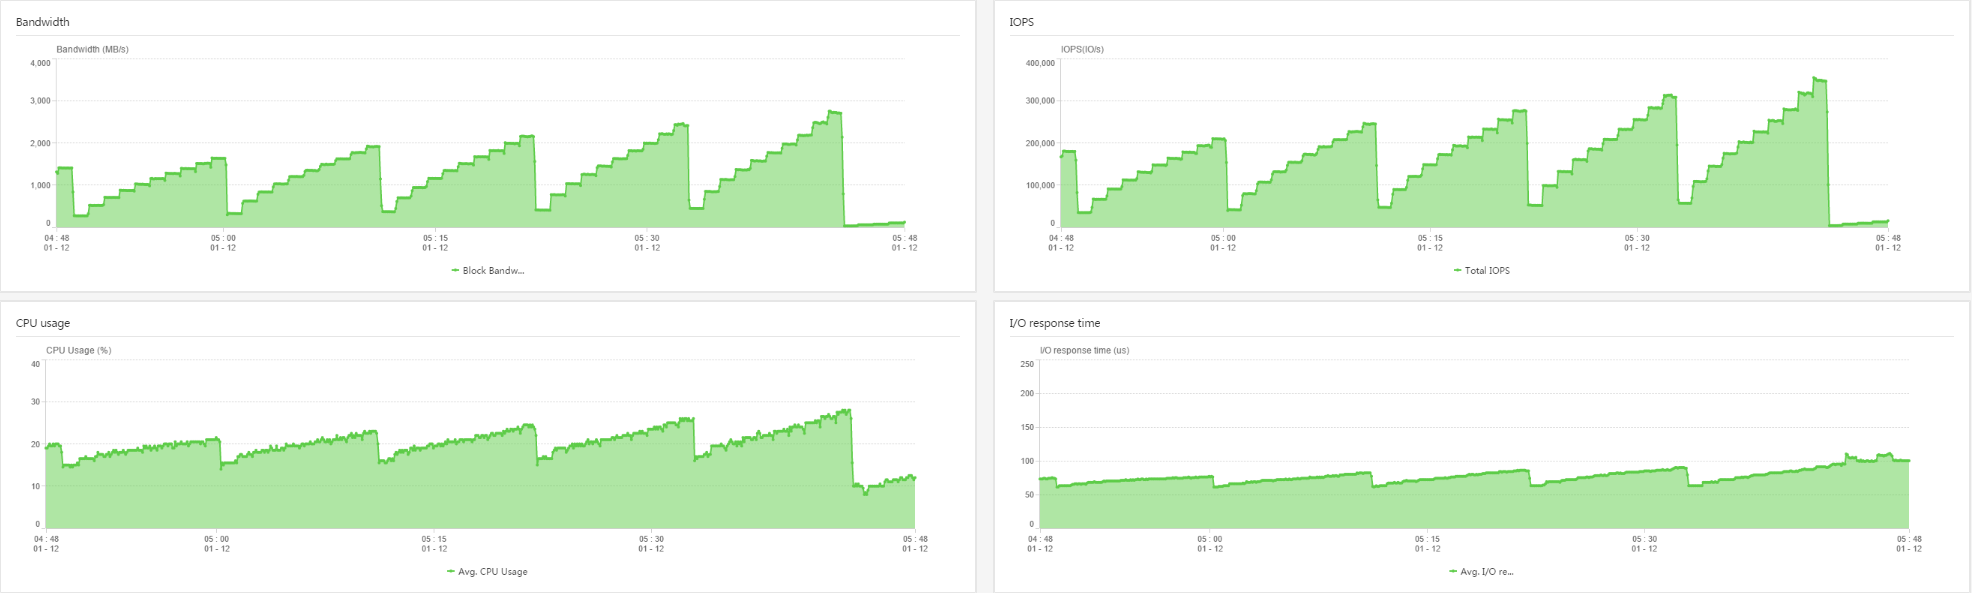 Bandwidth
Bandwidth (MB/s)
4,000
3,000
2,000
1,000
0
04 : 48
01 - 12
05 : 00
01 - 12
05 : 15
01 - 12
05 : 30
01 - 12
05 : 48
01 - 12
Block Bandw...
IOPS
IOPS(IO/s)
400,000
300,000
200,000
100,000
0
04 : 48
01 - 12
05 : 00
01 - 12
05 : 15
01 - 12
05 : 30
01 - 12
05 : 48
01 - 12
Total IOPS
CPU usage
CPU Usage (%)
40
30
20
10
0
04 : 48
01 - 12
05 : 00
01 - 12
05 : 15
01 - 12
05 : 30
01 - 12
05 : 48
01 - 12
Avg. CPU Usage
I/O response time
I/O response time (us)
250
200
150
100
50
0
04 : 48
01 - 12
05 : 00
01 - 12
05 : 15
01 - 12
05 : 30
01 - 12
05 : 48
01 - 12
Avg. I/O re...